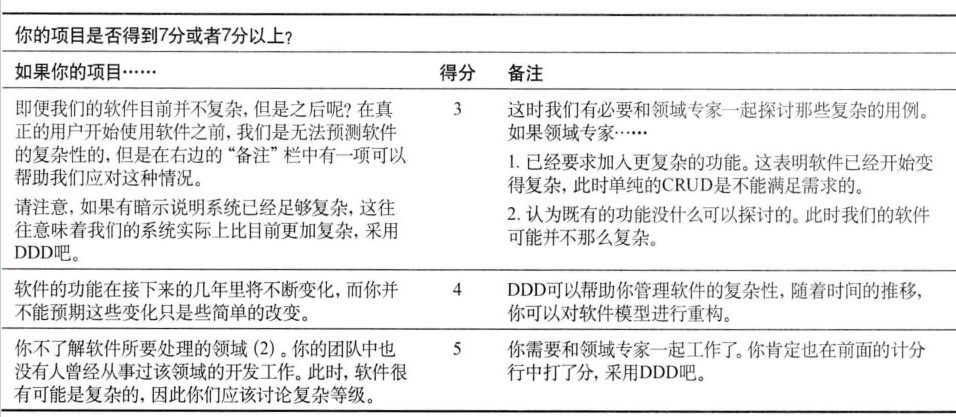 你的项目是否得到7分或者7分以上？
如果你的项目…… 得分 备注
即便我们的软件目前并不复杂，但是之后呢？在真
正的用户开始使用软件之前，我们是无法预测软件
的复杂性的，但是在右边的“备注”栏中有一项可以
帮助我们应对这种情况。
请注意，如果有暗示说明系统已经足够复杂，这往
往意味着我们的系统实际上比目前更加复杂，采用
DDD吧。
3
这时我们有必要和领域专家一起探讨那些复杂的用例。
如果领域专家……
1. 已经要求加入更复杂的功能。这表明软件已经开始变
得复杂，此时单纯的CRUD是不能满足需求的。
2. 认为既有的功能没什么可以探讨的。此时我们的软件
可能并不那么复杂。
软件的功能在接下来的几年里将不断变化，而你并
不能预期这些变化只是些简单的改变。
4
DDD可以帮助你管理软件的复杂性，随着时间的推移，
你可以对软件模型进行重构。
你不了解软件所要处理的领域（2）。你的团队中也
没有人曾经从事过该领域的开发工作。此时，软件很
有可能是复杂的，因此你们应该讨论复杂等级。
5
你需要和领域专家一起工作了。你肯定也在前面的计分
行中打了分，采用DDD吧。